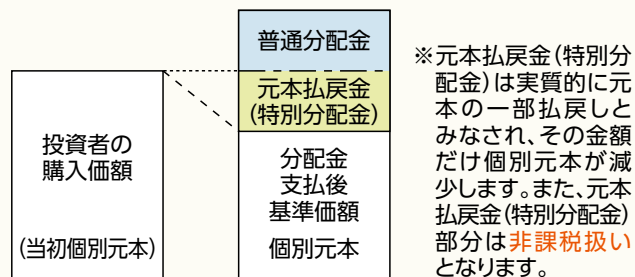 普通分配金
元本払戻金
(特別分配金)
投資者の
購入価額
(当初個別元本)
分配金
支払後
基準価額
個別元本
※元本払戻金(特別分
配金)は実質的に元
本の一部払戻しと
みなされ、その金額
だけ個別元本が減
少します。また、元本
払戻金(特別分配金)
部分は非課税扱い
となります。